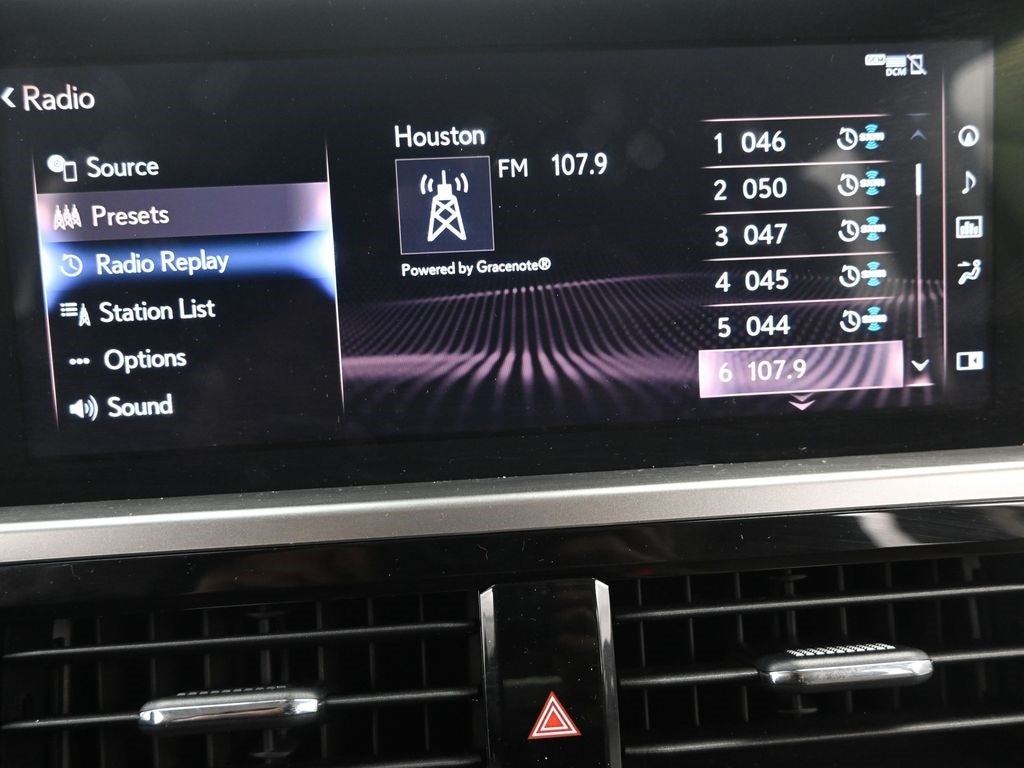 DCM
Radio
Source
Presets
Radio Replay
Station List
Options
Sound
Houston
FM 107.9
Powered by Gracenote®
1 046
2 050
3 047
4 045
5 044
6 107.9